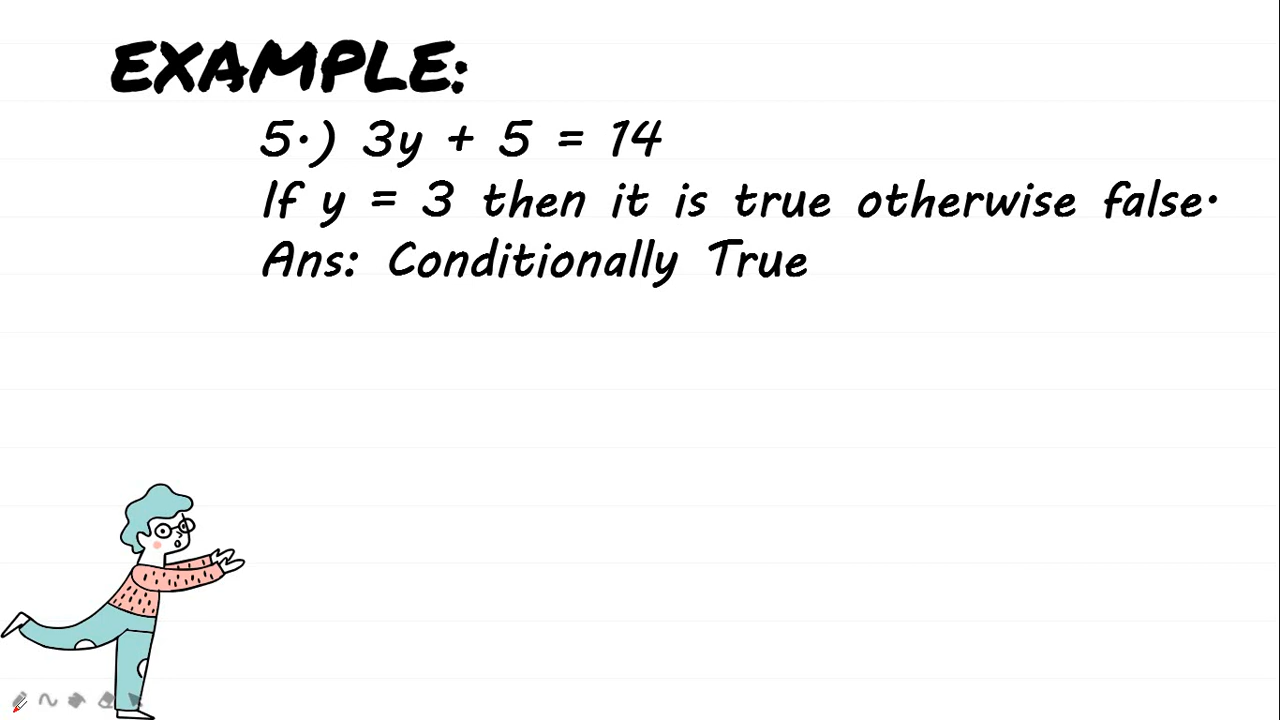 EXAMPLE:
5.) 3y + 5 = 14
If y = 3 then it is true otherwise false.
Ans: Conditionally True